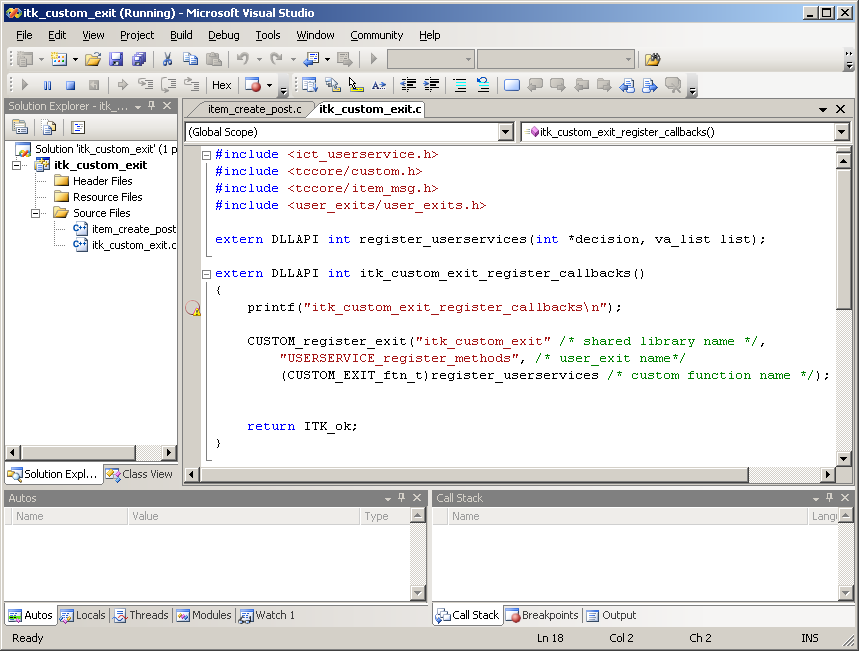 itk_custom_exit (Running) - Microsoft Visual Studio
File Edit View Project Build Debug Tools Window Community Help
Hex
Solution Explorer - itk_...
Solution 'itk_custom_exit' (1 p
itk_custom_exit
Header Files
Resource Files
Source Files
item_create_post
itk_custom_exit.c
Solution Expl... Class View
item_create_post.c itk_custom_exit.c
(Global Scope) itk_custom_exit_register_callbacks()
#include <ict_userservice.h>
#include <tccore/custom.h>
#include <tccore/item_msg.h>
#include <user_exits/user_exits.h>
extern DLLAPI int register_userservices(int *decision, va_list list);
extern DLLAPI int itk_custom_exit_register_callbacks()
{
printf("itk_custom_exit_register_callbacks\n");
CUSTOM_register_exit("itk_custom_exit" /* shared library name */,
"USERSERVICE_register_methods", /* user_exit name*/
(CUSTOM_EXIT_ftn_t)register_userservices /* custom function name */);
return ITK_ok;
}
Autos
Name Value Type
Autos Locals Threads Modules Watch 1
Call Stack
Name Langu
Call Stack Breakpoints Output
Ready Ln 18 Col 2 Ch 2 INS